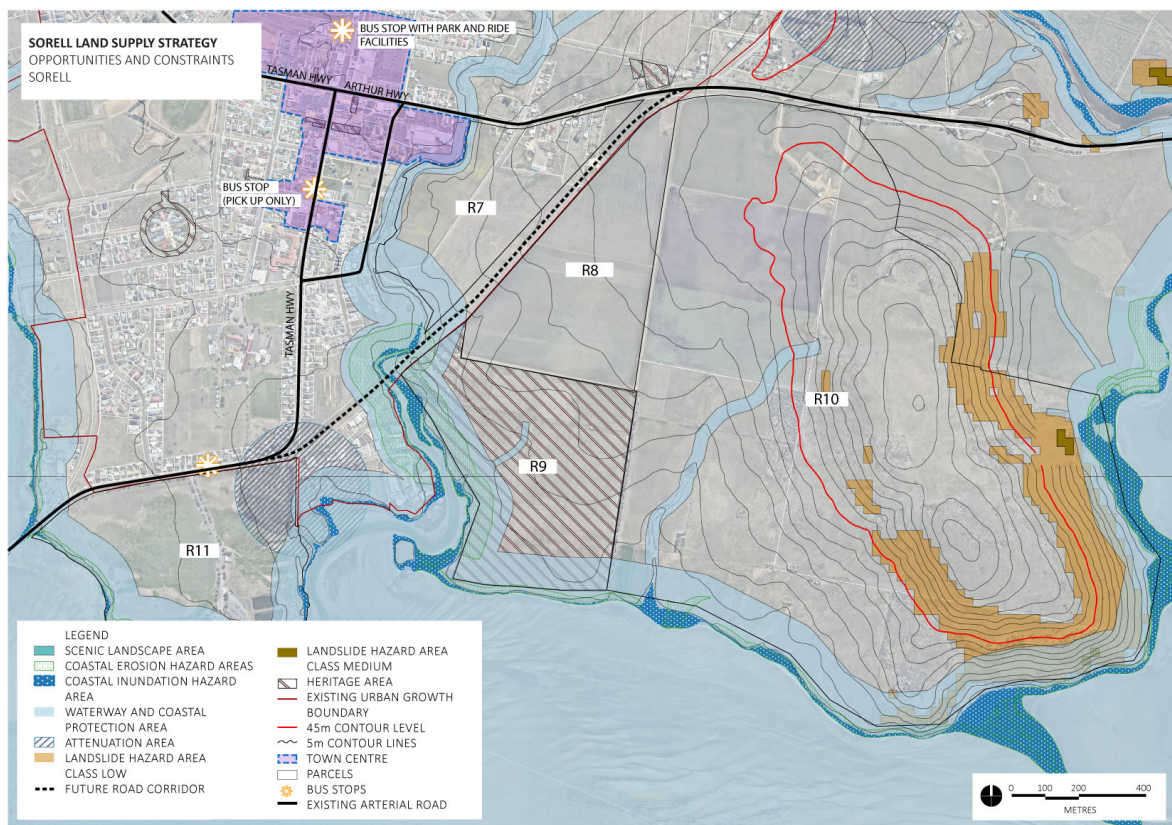 SORELL LAND SUPPLY STRATEGY
OPPORTUNITIES AND CONSTRAINTS
SORELL
BUS STOP WITH PARK AND RIDE
FACILITIES
TASMAN HWY
ARTHUR HWY
BUS STOP
(PICK UP ONLY)
TASMAN HWY
R7
R8
R9
R10
R11
LEGEND
SCENIC LANDSCAPE AREA
COASTAL EROSION HAZARD AREAS
COASTAL INUNDATION HAZARD
AREA
WATERWAY AND COASTAL
PROTECTION AREA
ATTENUATION AREA
LANDSLIDE HAZARD AREA
CLASS LOW
FUTURE ROAD CORRIDOR
LANDSLIDE HAZARD AREA
CLASS MEDIUM
HERITAGE AREA
EXISTING URBAN GROWTH
BOUNDARY
45m CONTOUR LEVEL
5m CONTOUR LINES
TOWN CENTRE
PARCELS
BUS STOPS
EXISTING ARTERIAL ROAD
0 100 200 400
METRES